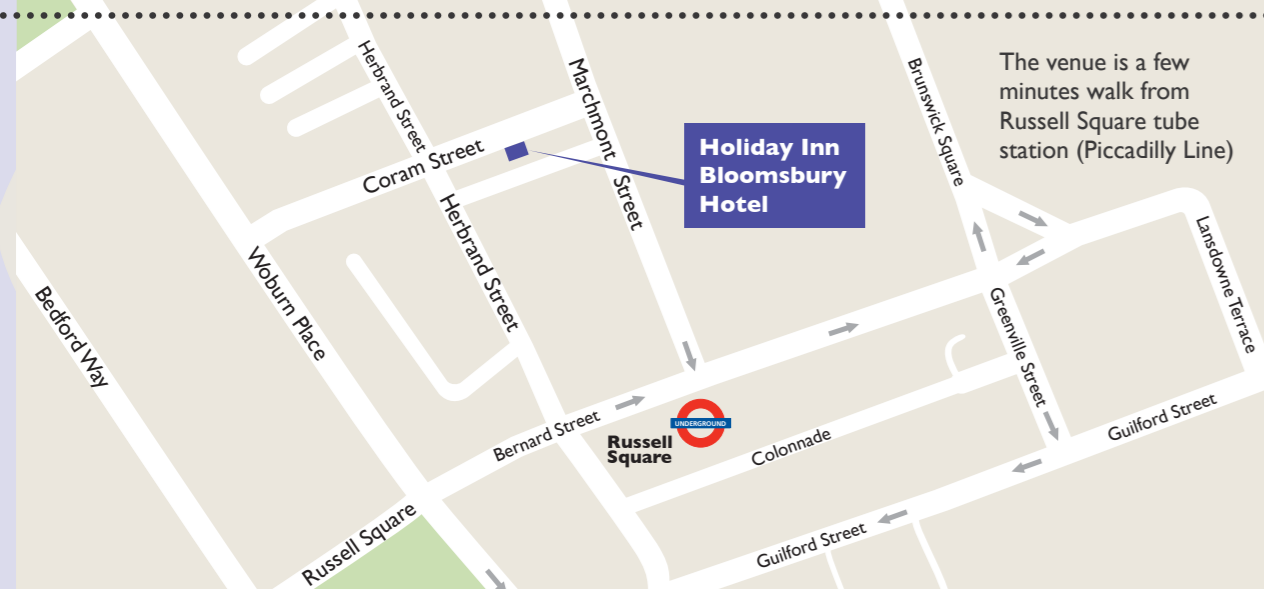 The venue is a few
minutes walk from
Russell Square tube
station (Piccadilly Line)
Herbrand Street
Marchmont Street
Brunswick Square
Holiday Inn
Bloomsbury
Hotel
Coram Street
Herbrand Street
Lansdowne Terrace
Woburn Place
Bedford Way
Greenville Street
UNDERGROUND
Russell
Square
Bernard Street
Colonnade
Guilford Street
Guilford Street
Russell Square